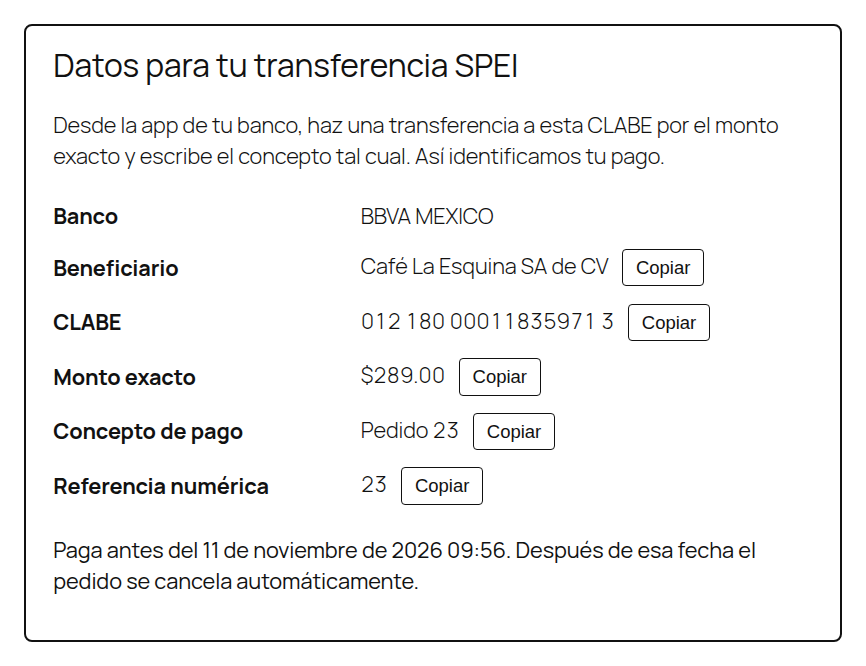 Datos para tu transferencia SPEI
Desde la app de tu banco, haz una transferencia a esta CLABE por el monto
exacto y escribe el concepto tal cual. Así identificamos tu pago.
Banco BBVA MEXICO
Beneficiario Café La Esquina SA de CV Copiar
CLABE 012 180 00011835971 3 Copiar
Monto exacto $289.00 Copiar
Concepto de pago Pedido 23 Copiar
Referencia numérica 23 Copiar
Paga antes del 11 de noviembre de 2026 09:56. Después de esa fecha el
pedido se cancela automáticamente.